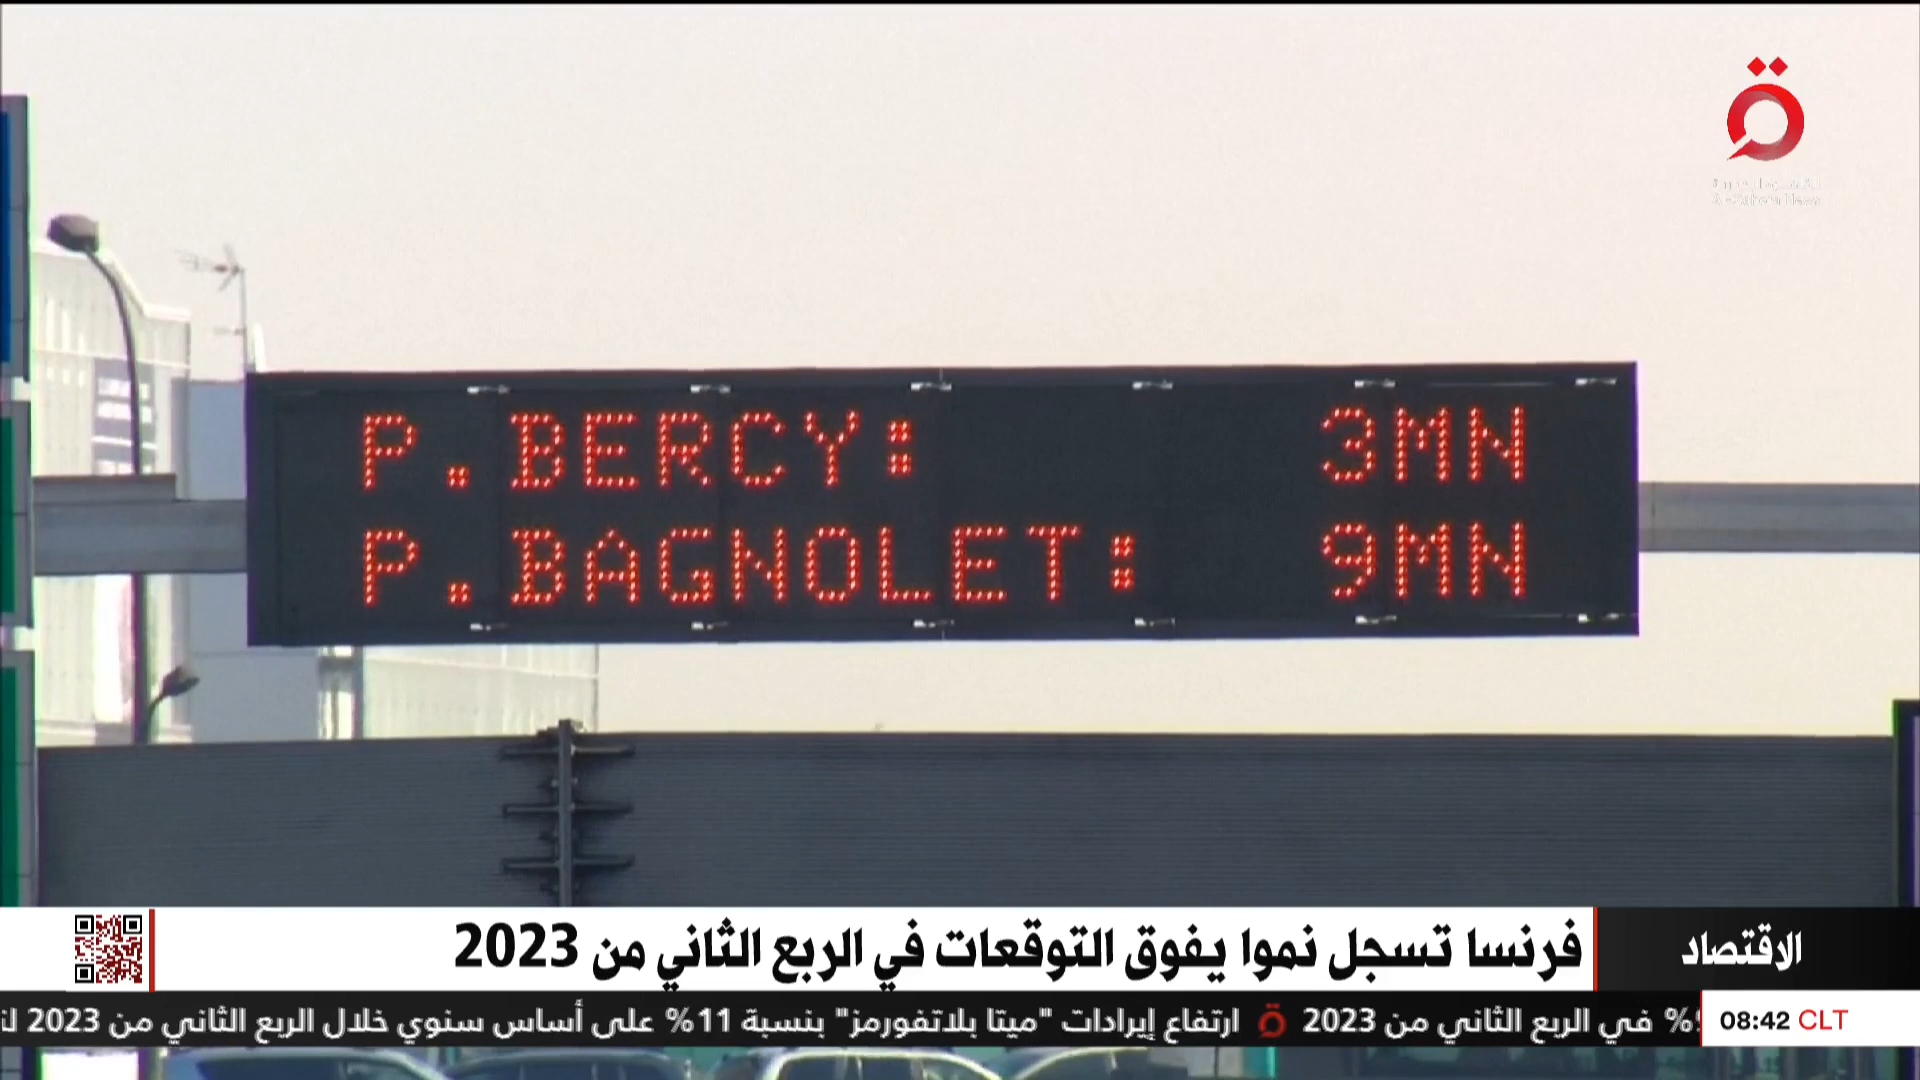 P.BERCY: 3MN
P.BAGNOLET: 9MN
الاقتصاد
فرنسا تسجل نموا يفوق التوقعات في الربع الثاني من 2023
08:42 CLT
% في الربع الثاني من 2023 ارتفاع إيرادات "ميتا بلاتفورمز" بنسبة 11% على أساس سنوي خلال الربع الثاني من 2023